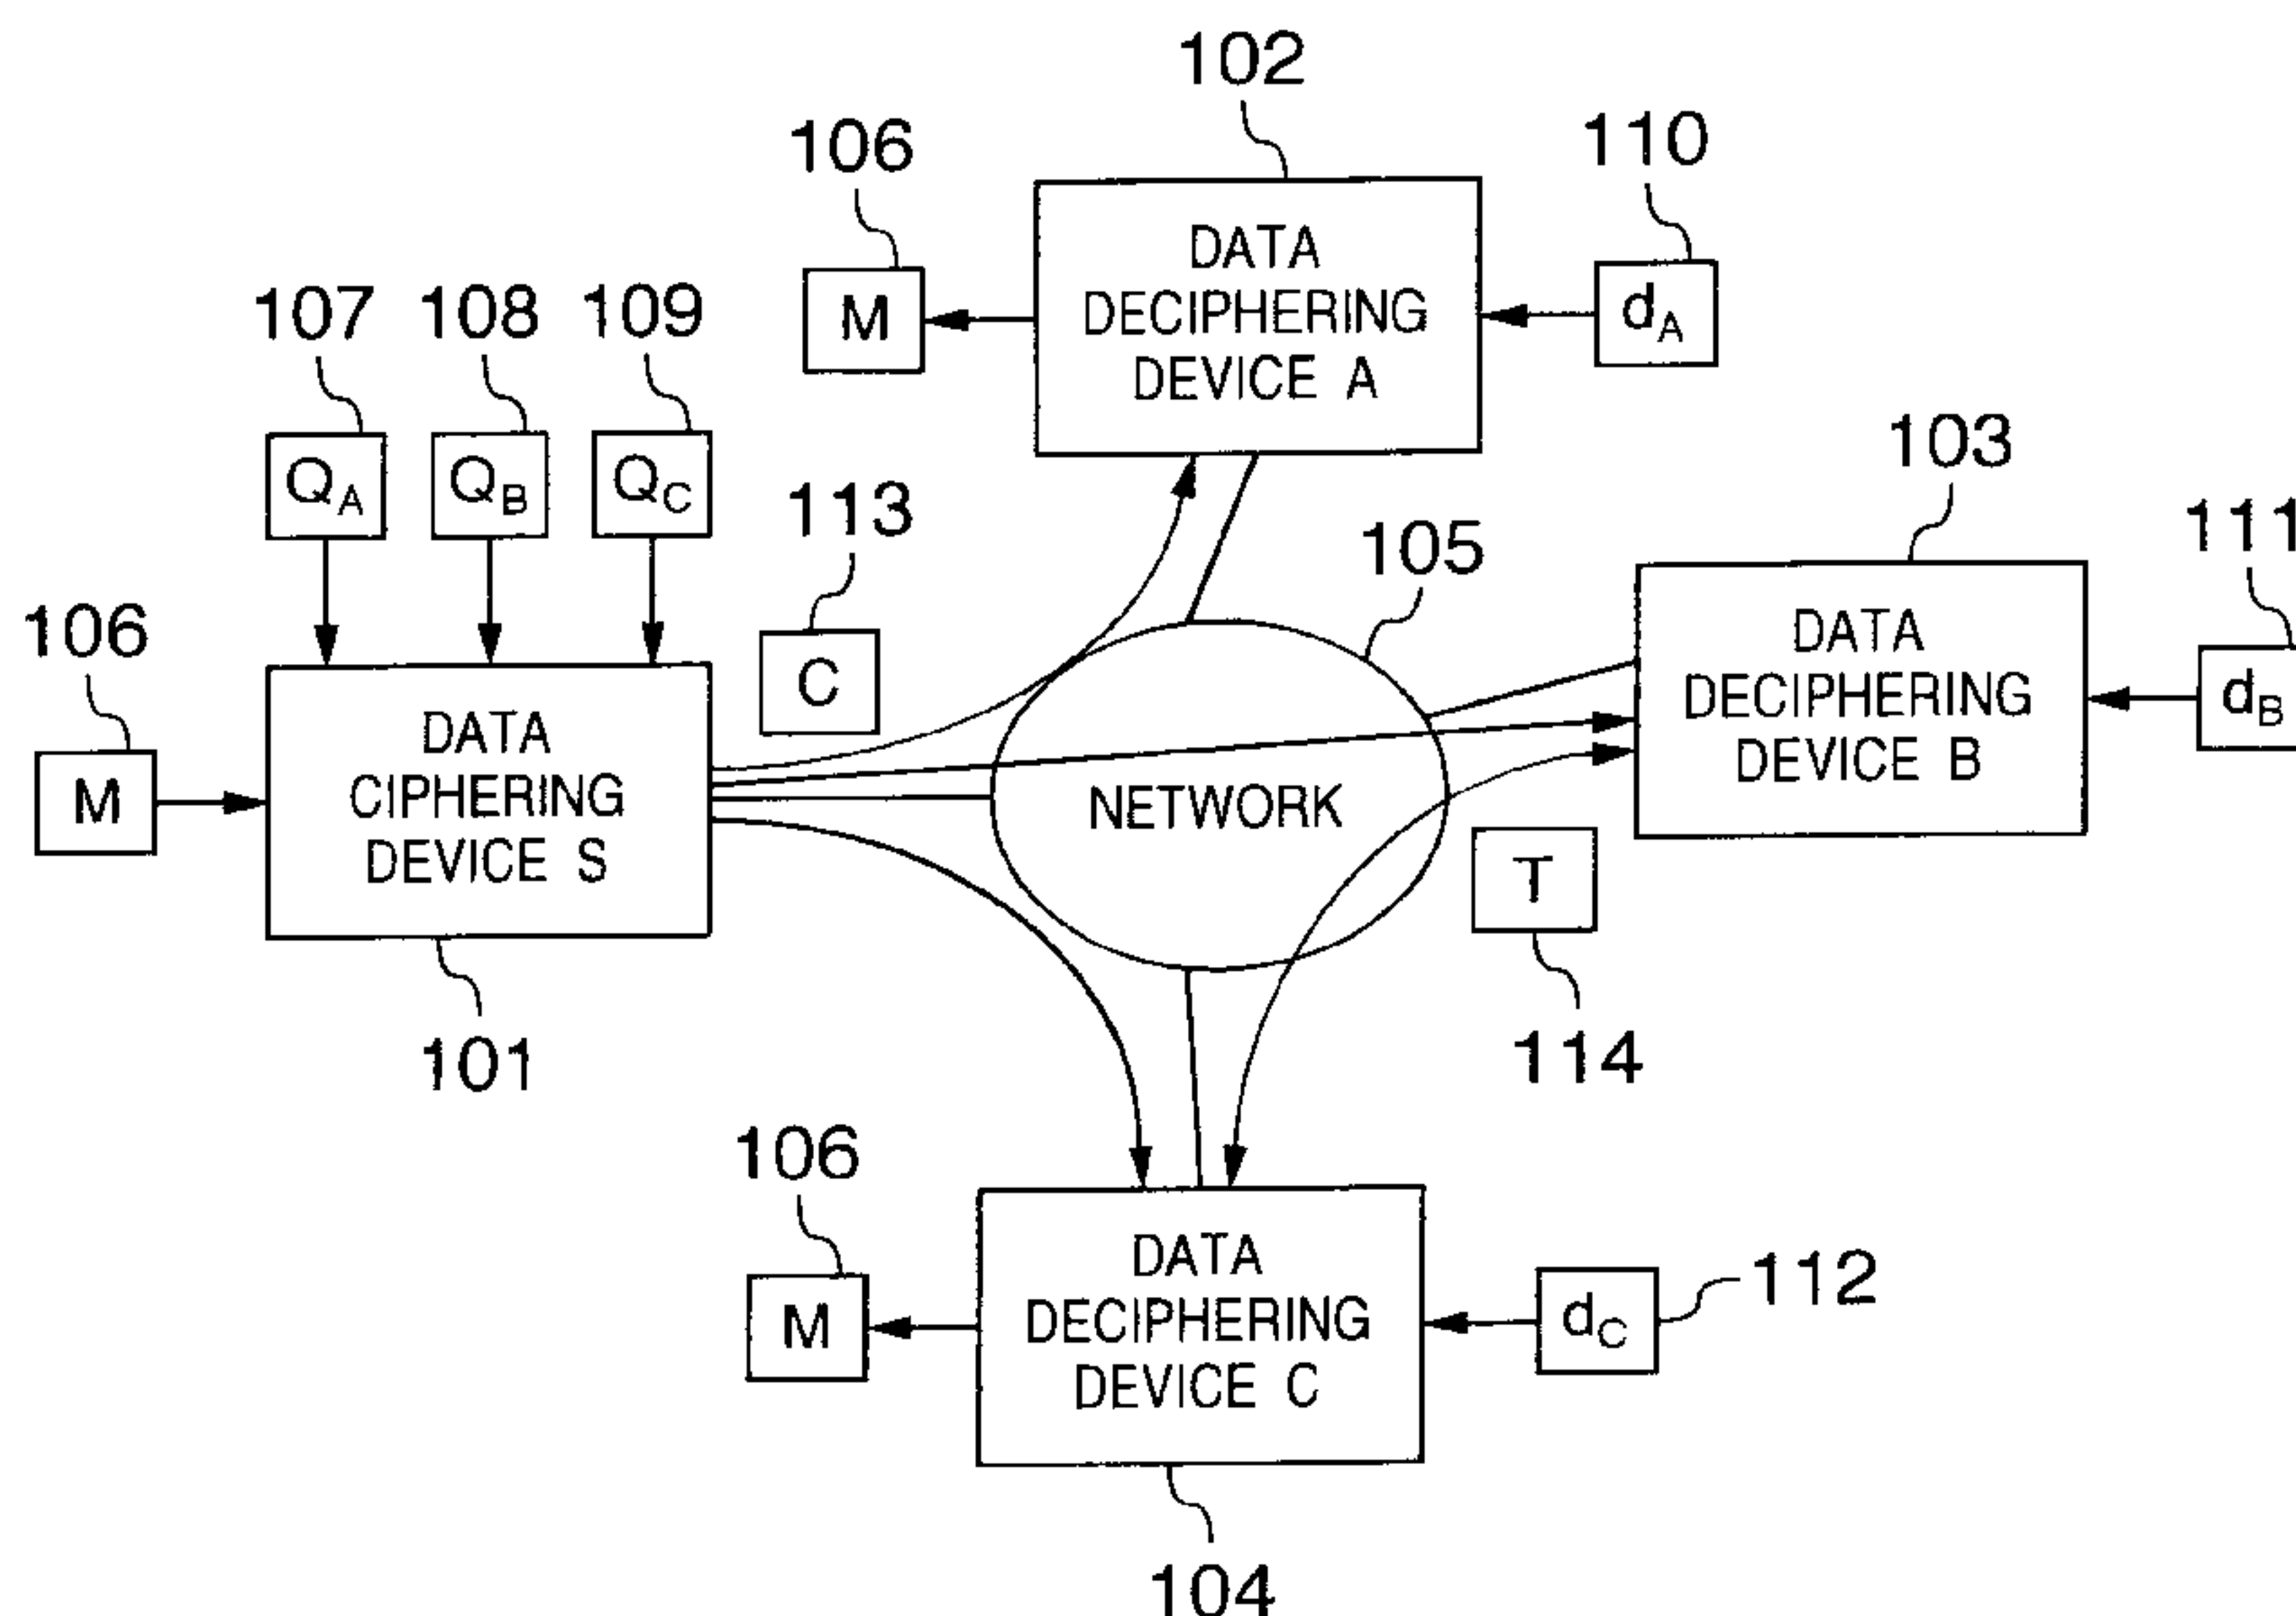 102
106
110
DATA
DECIPHERING
DEVICE A
M
dA
107 108 109
103
QA QB QC
113
105
111
106
C
DATA
DECIPHERING
DEVICE B
dB
DATA
CIPHERING
DEVICE S
M
NETWORK
T
101
114
106
DATA
DECIPHERING
DEVICE C
M
dC
112
104